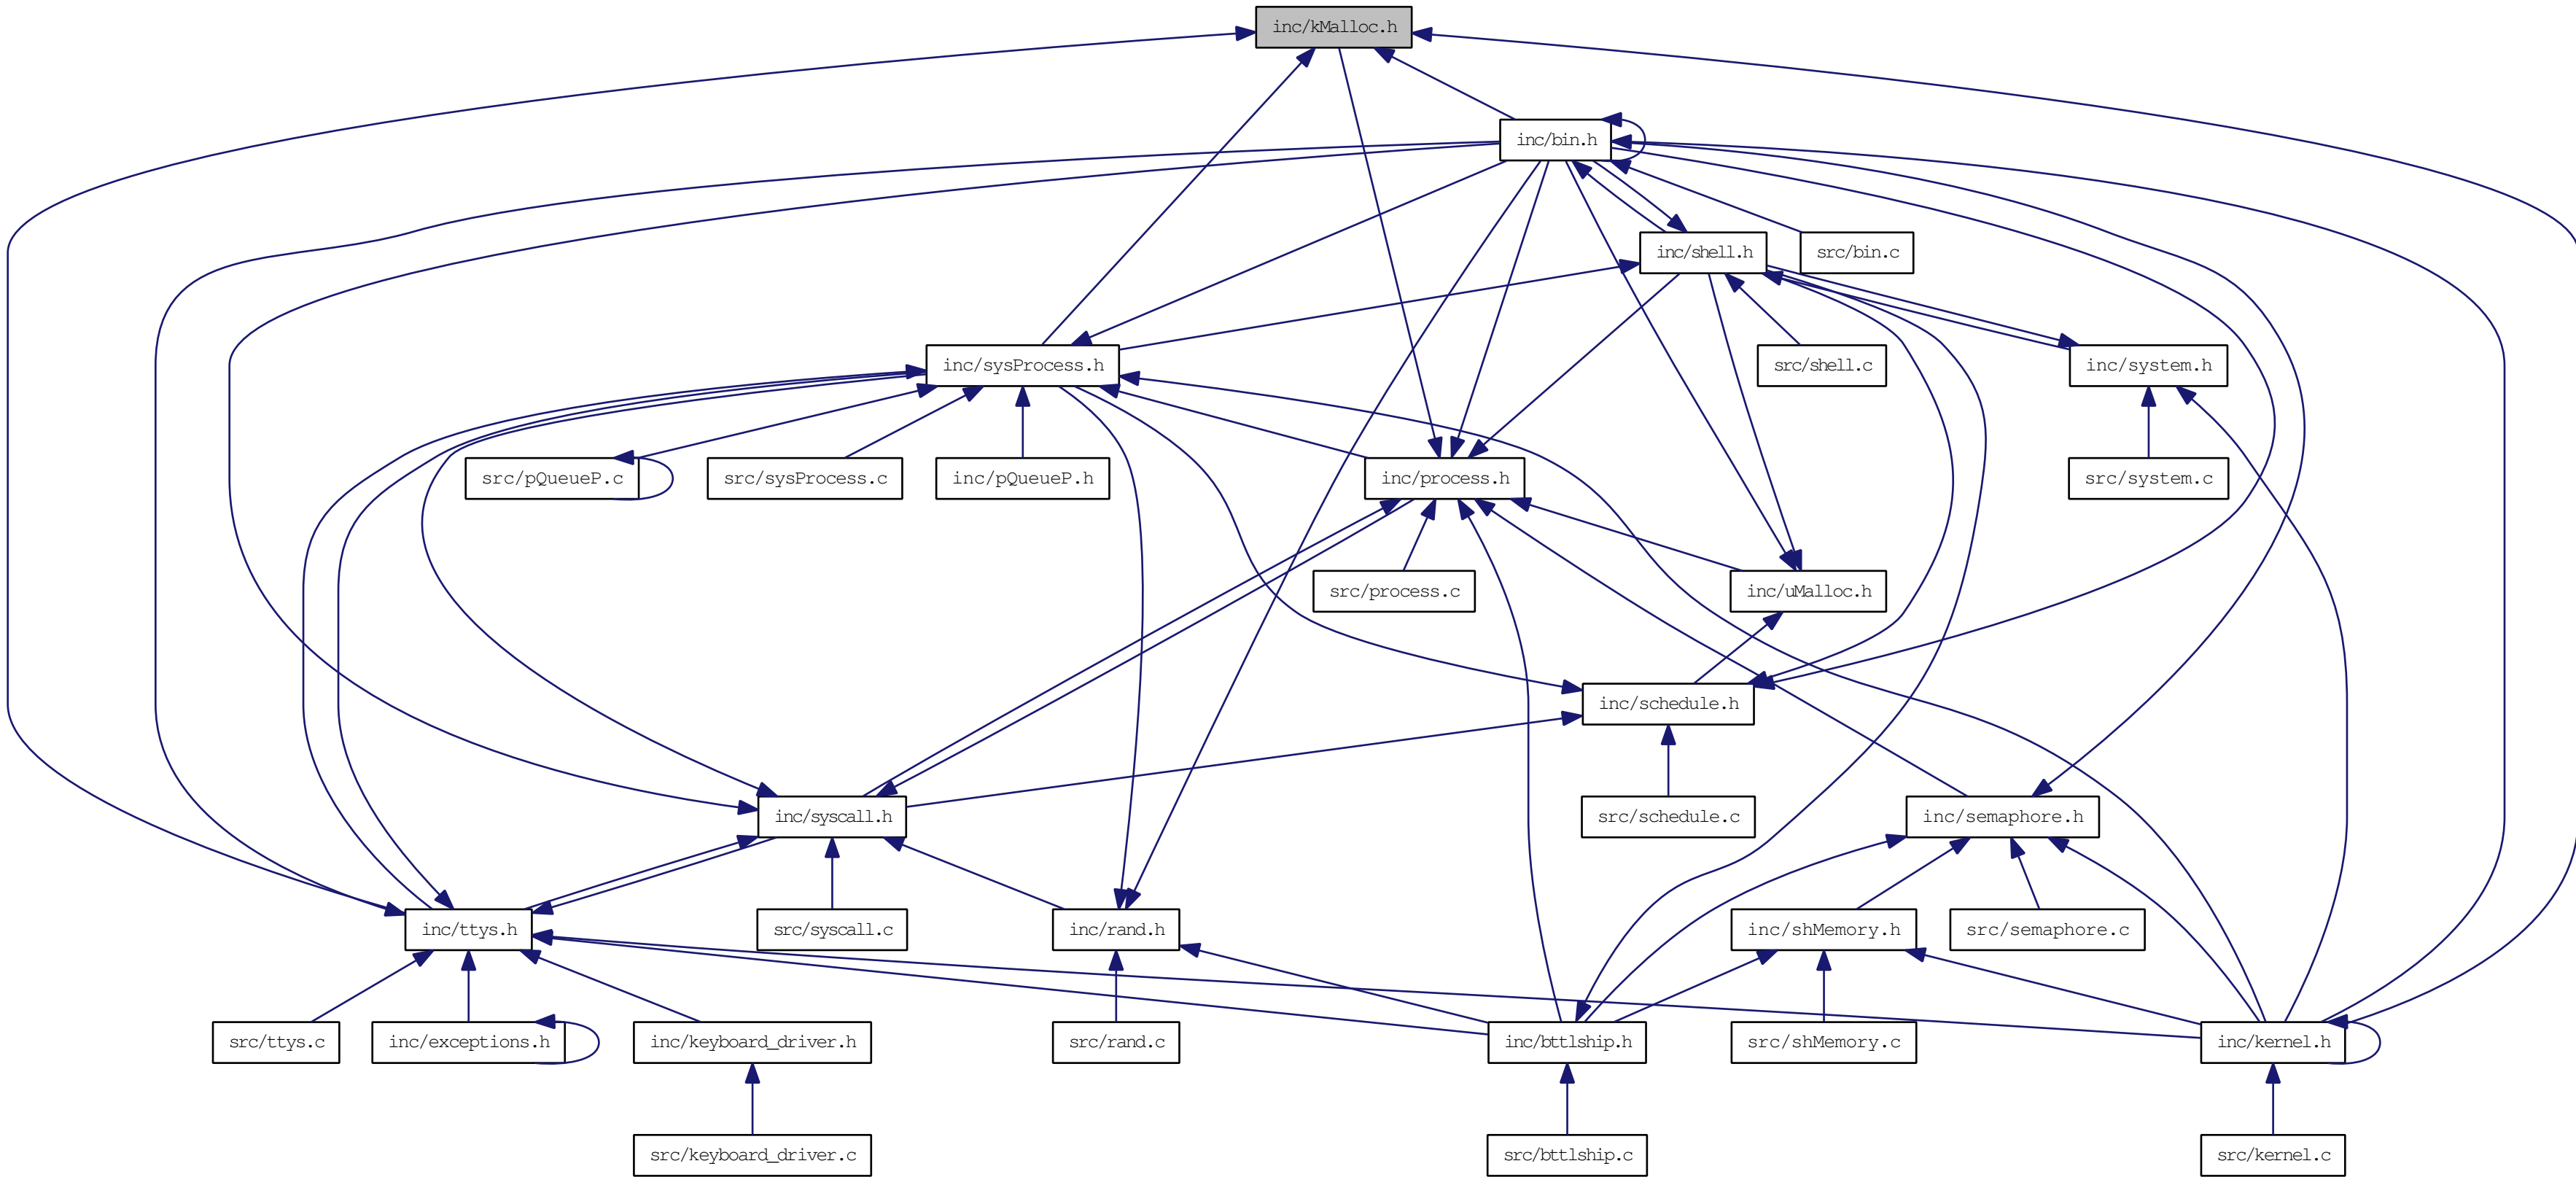 inc/kMalloc.h
inc/bin.h
inc/shell.h
src/bin.c
inc/sysProcess.h
src/shell.c
inc/system.h
src/pQueueP.c
src/sysProcess.c
inc/pQueueP.h
inc/process.h
src/system.c
src/process.c
inc/uMalloc.h
inc/schedule.h
inc/syscall.h
src/schedule.c
inc/semaphore.h
inc/ttys.h
src/syscall.c
inc/rand.h
inc/shMemory.h
src/semaphore.c
src/ttys.c
inc/exceptions.h
inc/keyboard_driver.h
src/rand.c
inc/bttlship.h
src/shMemory.c
inc/kernel.h
src/keyboard_driver.c
src/bttlship.c
src/kernel.c